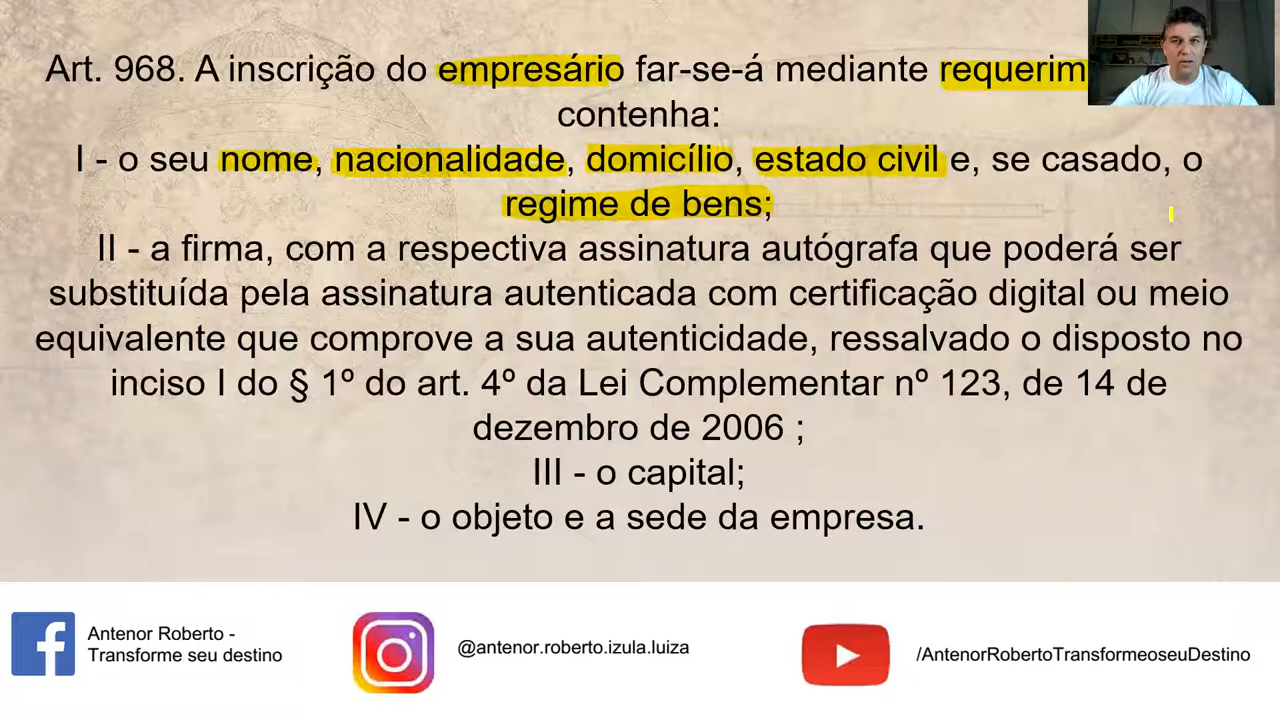 Art. 968. A inscrição do empresário far-se-á mediante requerim
contenha:
I - o seu nome, nacionalidade, domicílio, estado civil e, se casado, o
regime de bens;
II - a firma, com a respectiva assinatura autógrafa que poderá ser
substituída pela assinatura autenticada com certificação digital ou meio
equivalente que comprove a sua autenticidade, ressalvado o disposto no
inciso I do § 1º do art. 4º da Lei Complementar nº 123, de 14 de
dezembro de 2006 ;
III - o capital;
IV - o objeto e a sede da empresa.
Antenor Roberto -
Transforme seu destino
@antenor.roberto.izula.luiza
/AntenorRobertoTransformeoseuDestino